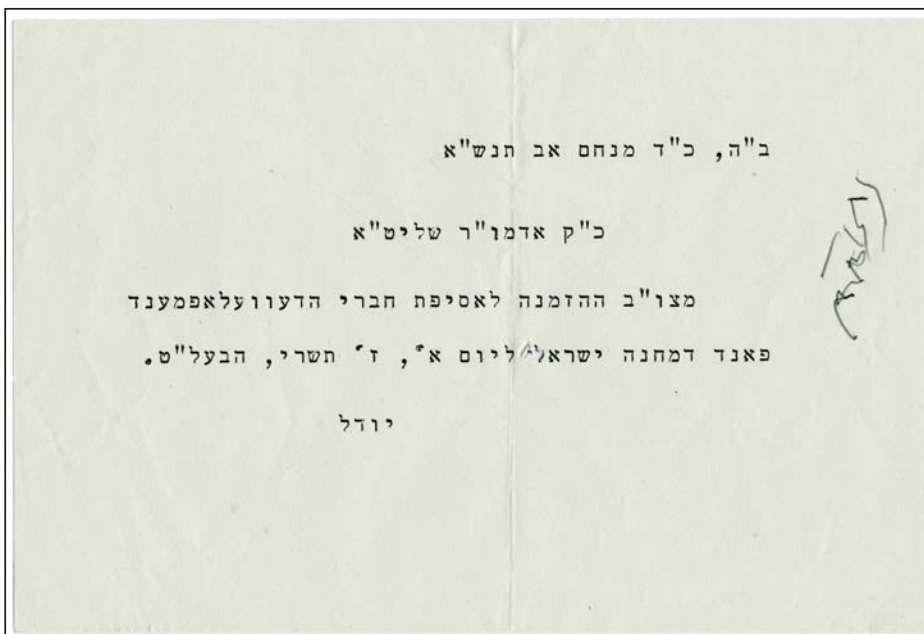 ב"ה, כ"ד מנחם אב תנש"א
כ"ק אדמו"ר שליט"א
מצו"ב ההזמנה לאסיפת חברי הדעוועלאפמענד
פאנד דמחנה ישראל ליום א', ז' תשרי, הבעל"ט.
יודל